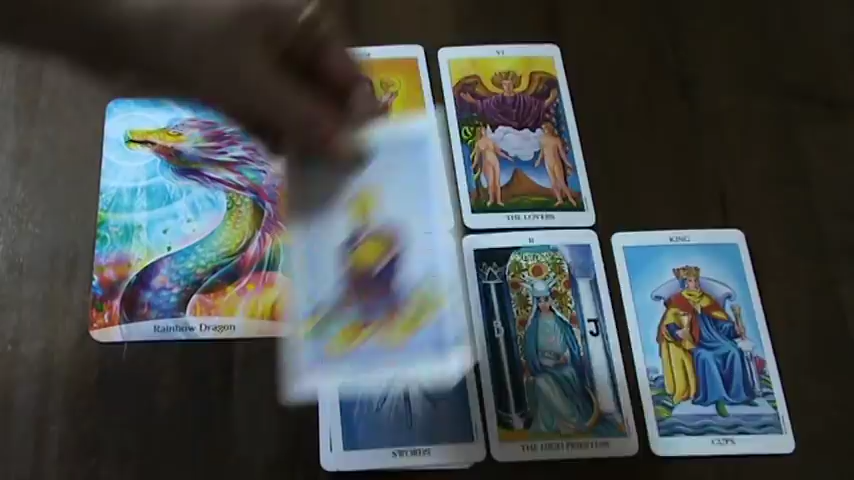 VI
THE LOVERS
Rainbow Dragon
II
B
J
THE HIGH PRIESTESS
KING
CUPS
SWORDS